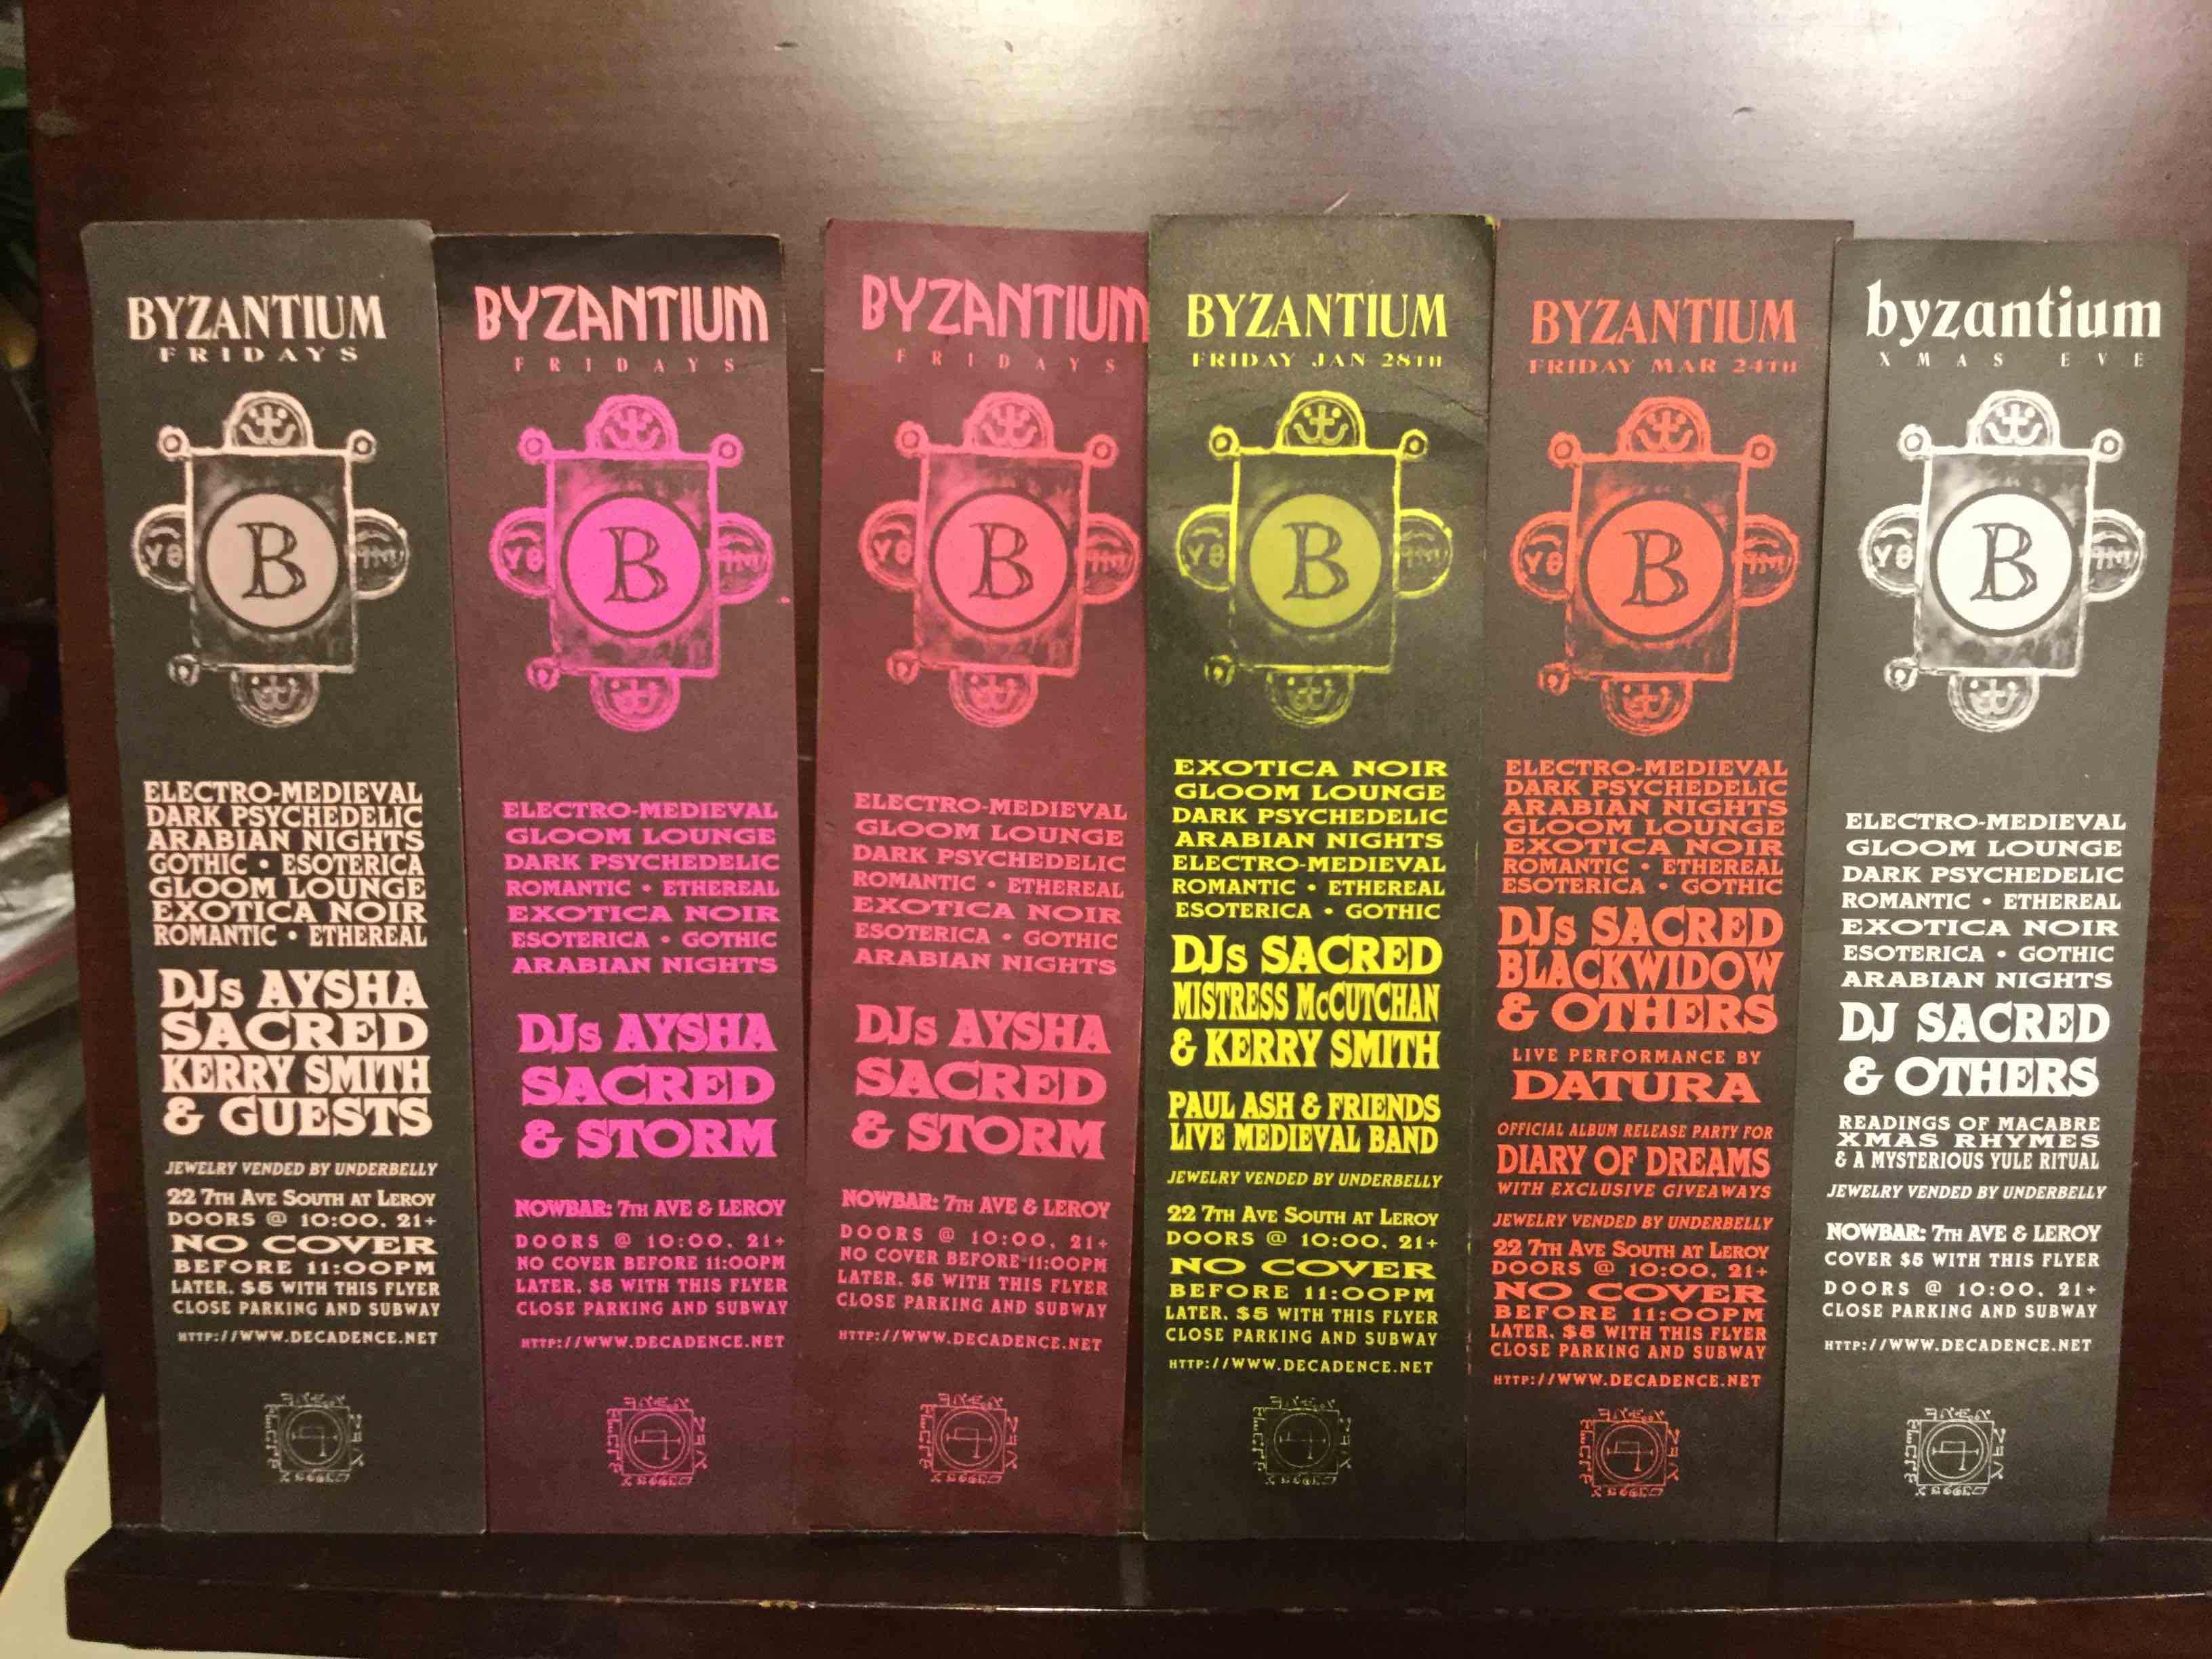 BYZANTIUM
FRIDAYS
B
ELECTRO-MEDIEVAL
DARK PSYCHEDELIC
ARABIAN NIGHTS
GOTHIC • ESOTERICA
GLOOM LOUNGE
EXOTICA NOIR
ROMANTIC • ETHEREAL
DJs AYSHA
SACRED
KERRY SMITH
& GUESTS
JEWELRY VENDED BY UNDERBELLY
22 7TH AVE SOUTH AT LEROY
DOORS @ 10:00. 21+
NO COVER
BEFORE 11:00PM
LATER, $5 WITH THIS FLYER
CLOSE PARKING AND SUBWAY
HTTP://WWW.DECADENCE.NET
BYZANTIUM
FRIDAYS
B
ELECTRO-MEDIEVAL
GLOOM LOUNGE
DARK PSYCHEDELIC
ROMANTIC • ETHEREAL
EXOTICA NOIR
ESOTERICA • GOTHIC
ARABIAN NIGHTS
DJs AYSHA
SACRED
& STORM
NOWBAR: 7TH AVE & LEROY
DOORS @ 10:00. 21+
NO COVER BEFORE 11:00PM
LATER, $5 WITH THIS FLYER
CLOSE PARKING AND SUBWAY
HTTP://WWW.DECADENCE.NET
BYZANTIUM
FRIDAYS
B
ELECTRO-MEDIEVAL
GLOOM LOUNGE
DARK PSYCHEDELIC
ROMANTIC • ETHEREAL
EXOTICA NOIR
ESOTERICA • GOTHIC
ARABIAN NIGHTS
DJs AYSHA
SACRED
& STORM
NOWBAR: 7TH AVE & LEROY
DOORS @ 10:00. 21+
NO COVER BEFORE 11:00PM
LATER, $5 WITH THIS FLYER
CLOSE PARKING AND SUBWAY
HTTP://WWW.DECADENCE.NET
BYZANTIUM
FRIDAY JAN 28TH
B
EXOTICA NOIR
GLOOM LOUNGE
DARK PSYCHEDELIC
ARABIAN NIGHTS
ELECTRO-MEDIEVAL
ROMANTIC • ETHEREAL
ESOTERICA • GOTHIC
DJs SACRED
MISTRESS McCUTCHAN
& KERRY SMITH
PAUL ASH & FRIENDS
LIVE MEDIEVAL BAND
JEWELRY VENDED BY UNDERBELLY
22 7TH AVE SOUTH AT LEROY
DOORS @ 10:00. 21+
NO COVER
BEFORE 11:00PM
LATER, $5 WITH THIS FLYER
CLOSE PARKING AND SUBWAY
HTTP://WWW.DECADENCE.NET
BYZANTIUM
FRIDAY MAR 24TH
B
ELECTRO-MEDIEVAL
DARK PSYCHEDELIC
ARABIAN NIGHTS
GLOOM LOUNGE
EXOTICA NOIR
ROMANTIC • ETHEREAL
ESOTERICA • GOTHIC
DJs SACRED
BLACKWIDOW
& OTHERS
LIVE PERFORMANCE BY
DATURA
OFFICIAL ALBUM RELEASE PARTY FOR
DIARY OF DREAMS
WITH EXCLUSIVE GIVEAWAYS
JEWELRY VENDED BY UNDERBELLY
22 7TH AVE SOUTH AT LEROY
DOORS @ 10:00. 21+
NO COVER
BEFORE 11:00PM
LATER, $5 WITH THIS FLYER
CLOSE PARKING AND SUBWAY
HTTP://WWW.DECADENCE.NET
byzantium
XMAS EVE
B
ELECTRO-MEDIEVAL
GLOOM LOUNGE
DARK PSYCHEDELIC
ROMANTIC • ETHEREAL
EXOTICA NOIR
ESOTERICA • GOTHIC
ARABIAN NIGHTS
DJ SACRED
& OTHERS
READINGS OF MACABRE
XMAS RHYMES
& A MYSTERIOUS YULE RITUAL
JEWELRY VENDED BY UNDERBELLY
NOWBAR: 7TH AVE & LEROY
COVER $5 WITH THIS FLYER
DOORS @ 10:00. 21+
CLOSE PARKING AND SUBWAY
HTTP://WWW.DECADENCE.NET